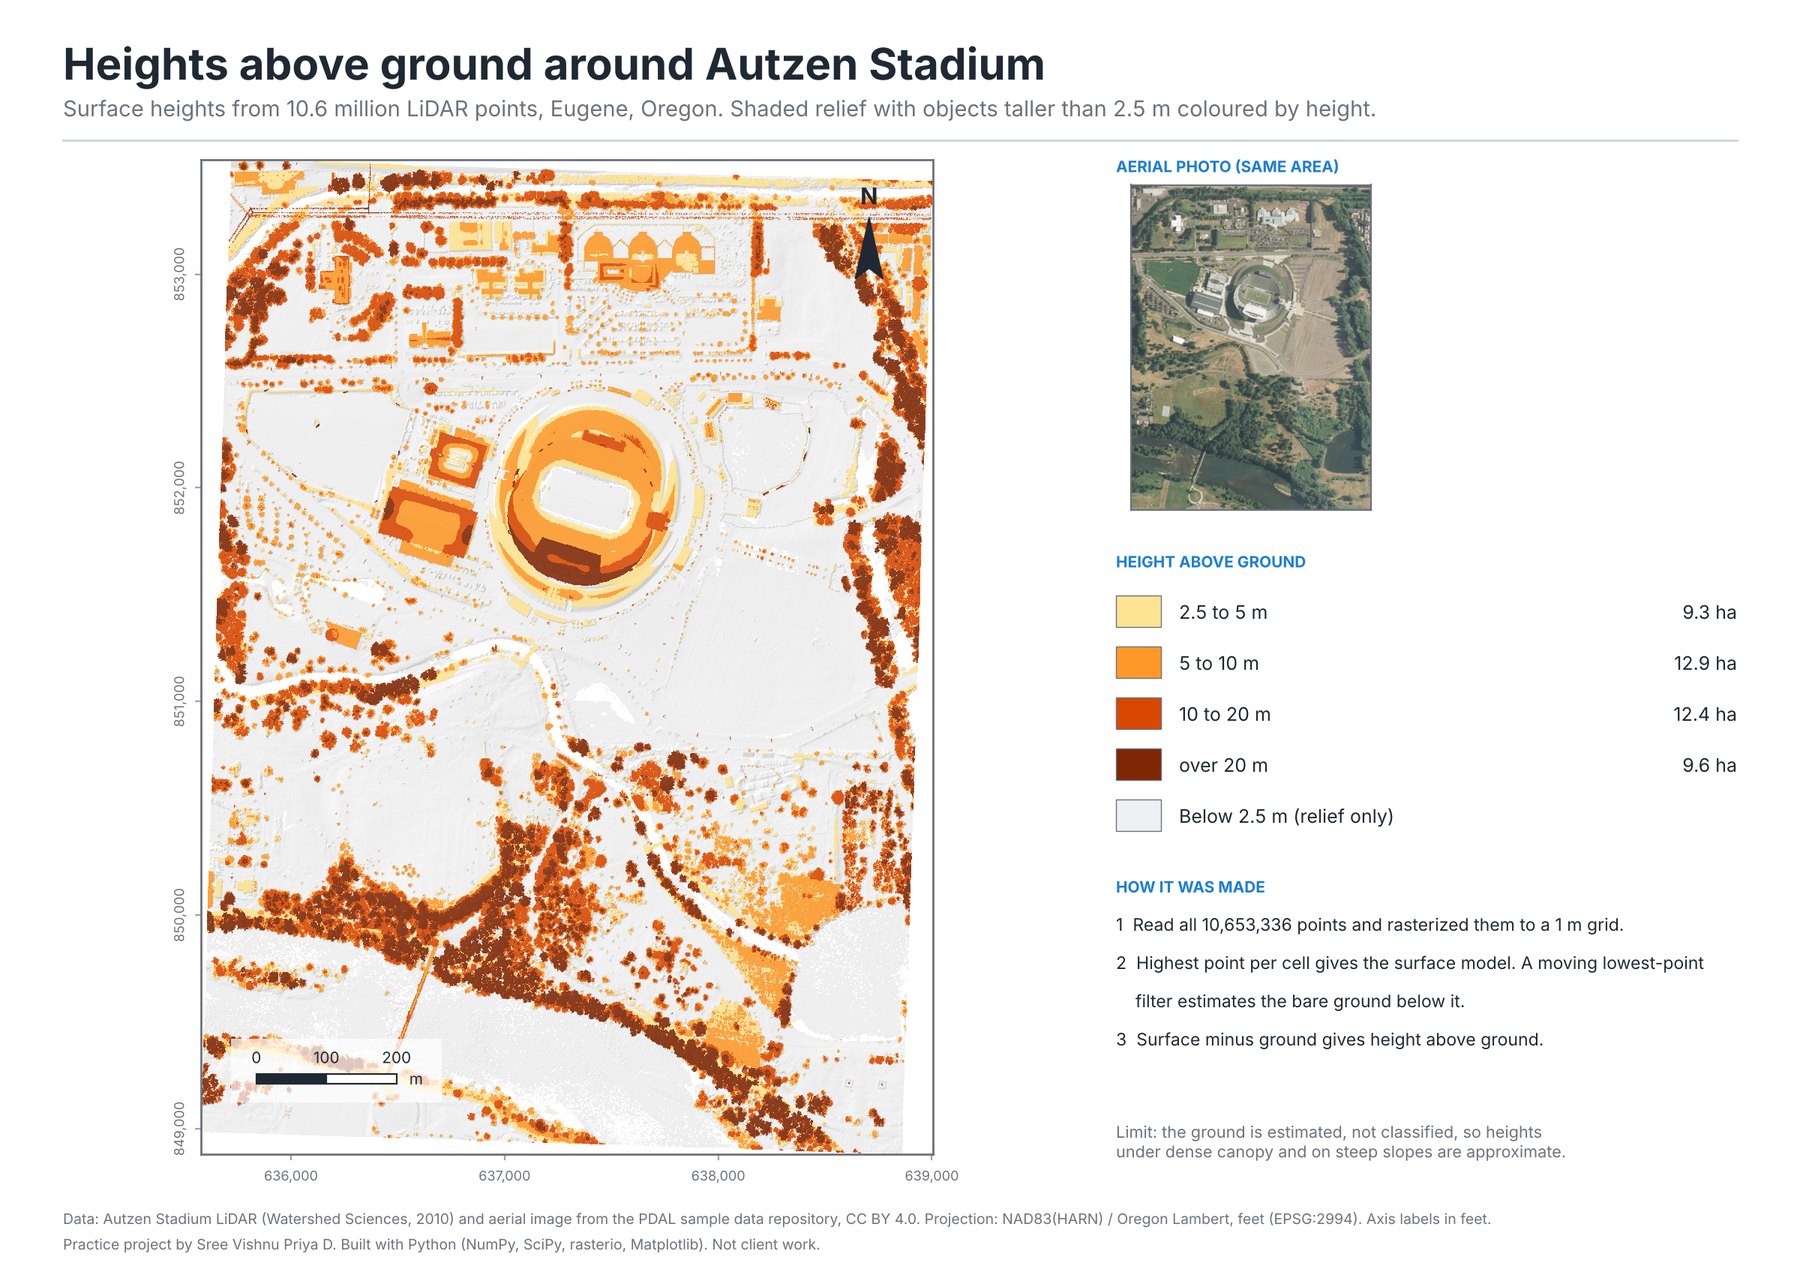 Heights above ground around Autzen Stadium
Surface heights from 10.6 million LiDAR points, Eugene, Oregon. Shaded relief with objects taller than 2.5 m coloured by height.
N
853,000
852,000
851,000
850,000
849,000
0 100 200
m
636,000 637,000 638,000 639,000
AERIAL PHOTO (SAME AREA)
HEIGHT ABOVE GROUND
2.5 to 5 m 9.3 ha
5 to 10 m 12.9 ha
10 to 20 m 12.4 ha
over 20 m 9.6 ha
Below 2.5 m (relief only)
HOW IT WAS MADE
1 Read all 10,653,336 points and rasterized them to a 1 m grid.
2 Highest point per cell gives the surface model. A moving lowest-point
filter estimates the bare ground below it.
3 Surface minus ground gives height above ground.
Limit: the ground is estimated, not classified, so heights
under dense canopy and on steep slopes are approximate.
Data: Autzen Stadium LiDAR (Watershed Sciences, 2010) and aerial image from the PDAL sample data repository, CC BY 4.0. Projection: NAD83(HARN) / Oregon Lambert, feet (EPSG:2994). Axis labels in feet.
Practice project by Sree Vishnu Priya D. Built with Python (NumPy, SciPy, rasterio, Matplotlib). Not client work.